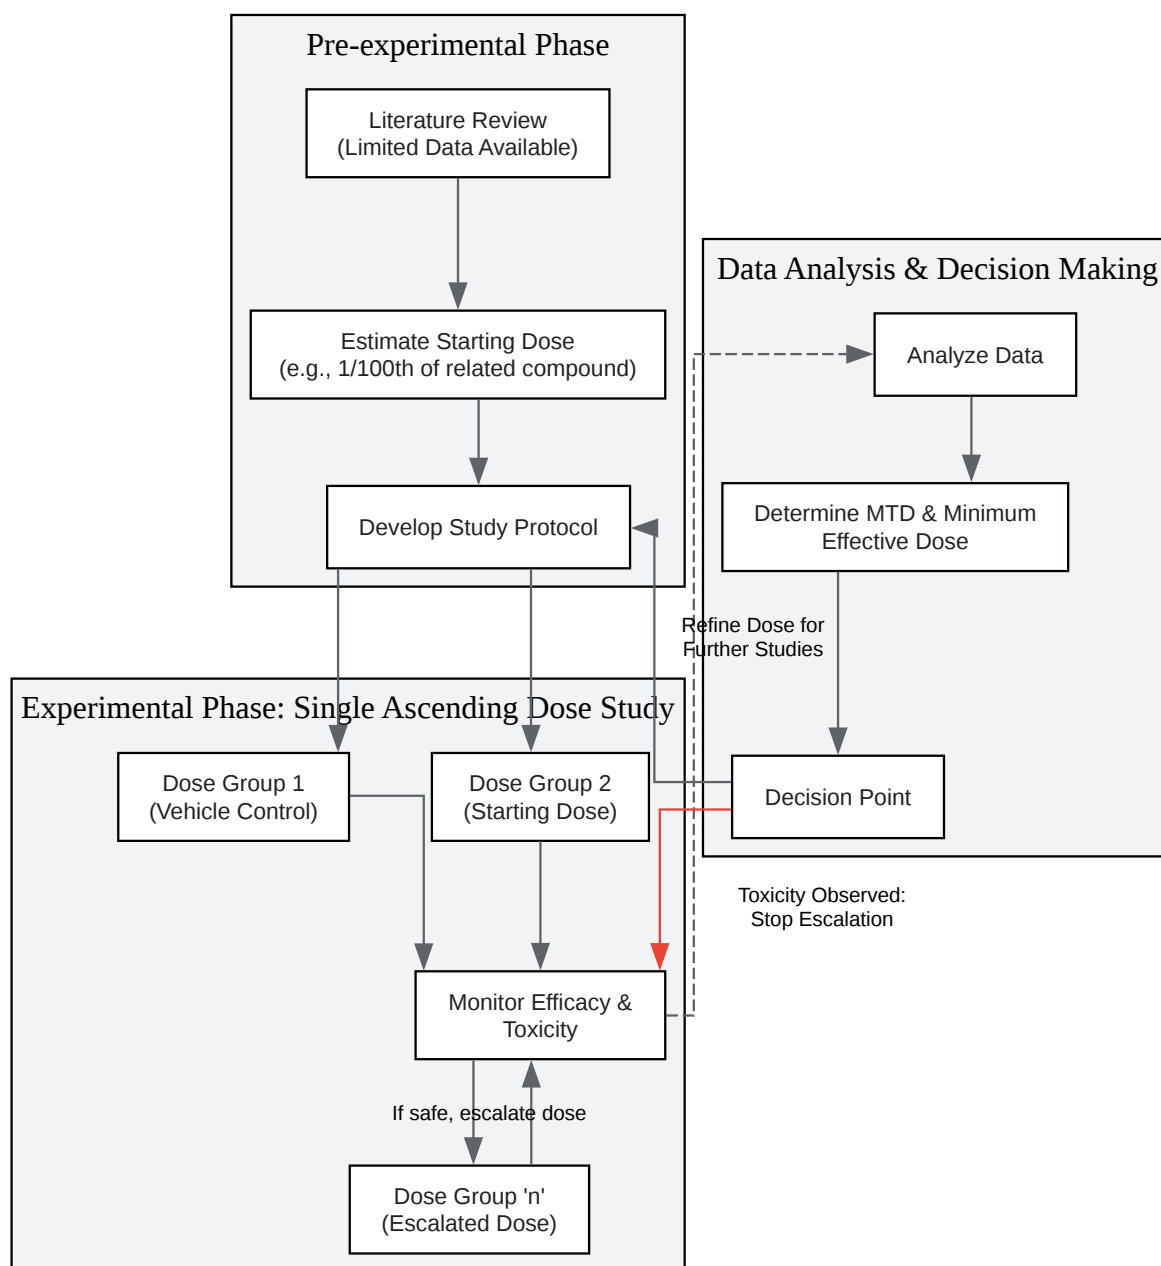 Pre-experimental Phase
Literature Review
(Limited Data Available)
Estimate Starting Dose
(e.g., 1/100th of related compound)
Develop Study Protocol
Data Analysis & Decision Making
Analyze Data
Determine MTD & Minimum
Effective Dose
Refine Dose for
Further Studies
Decision Point
Toxicity Observed:
Stop Escalation
Experimental Phase: Single Ascending Dose Study
Dose Group 1
(Vehicle Control)
Dose Group 2
(Starting Dose)
Monitor Efficacy &
Toxicity
If safe, escalate dose
Dose Group 'n'
(Escalated Dose)